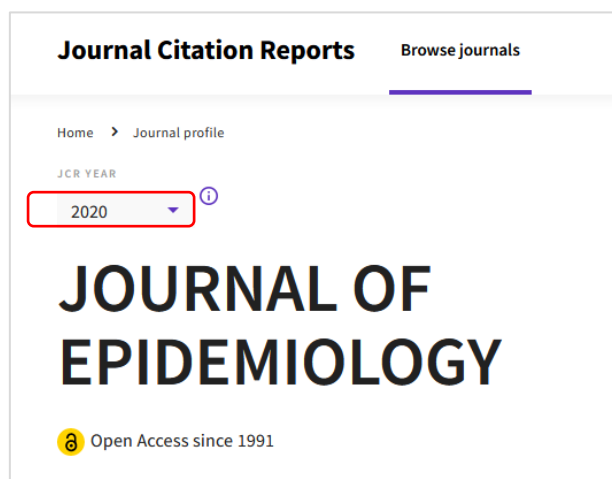 Journal Citation Reports Browse journals
Home > Journal profile
JCR YEAR
2020
JOURNAL OF
EPIDEMIOLOGY
Open Access since 1991